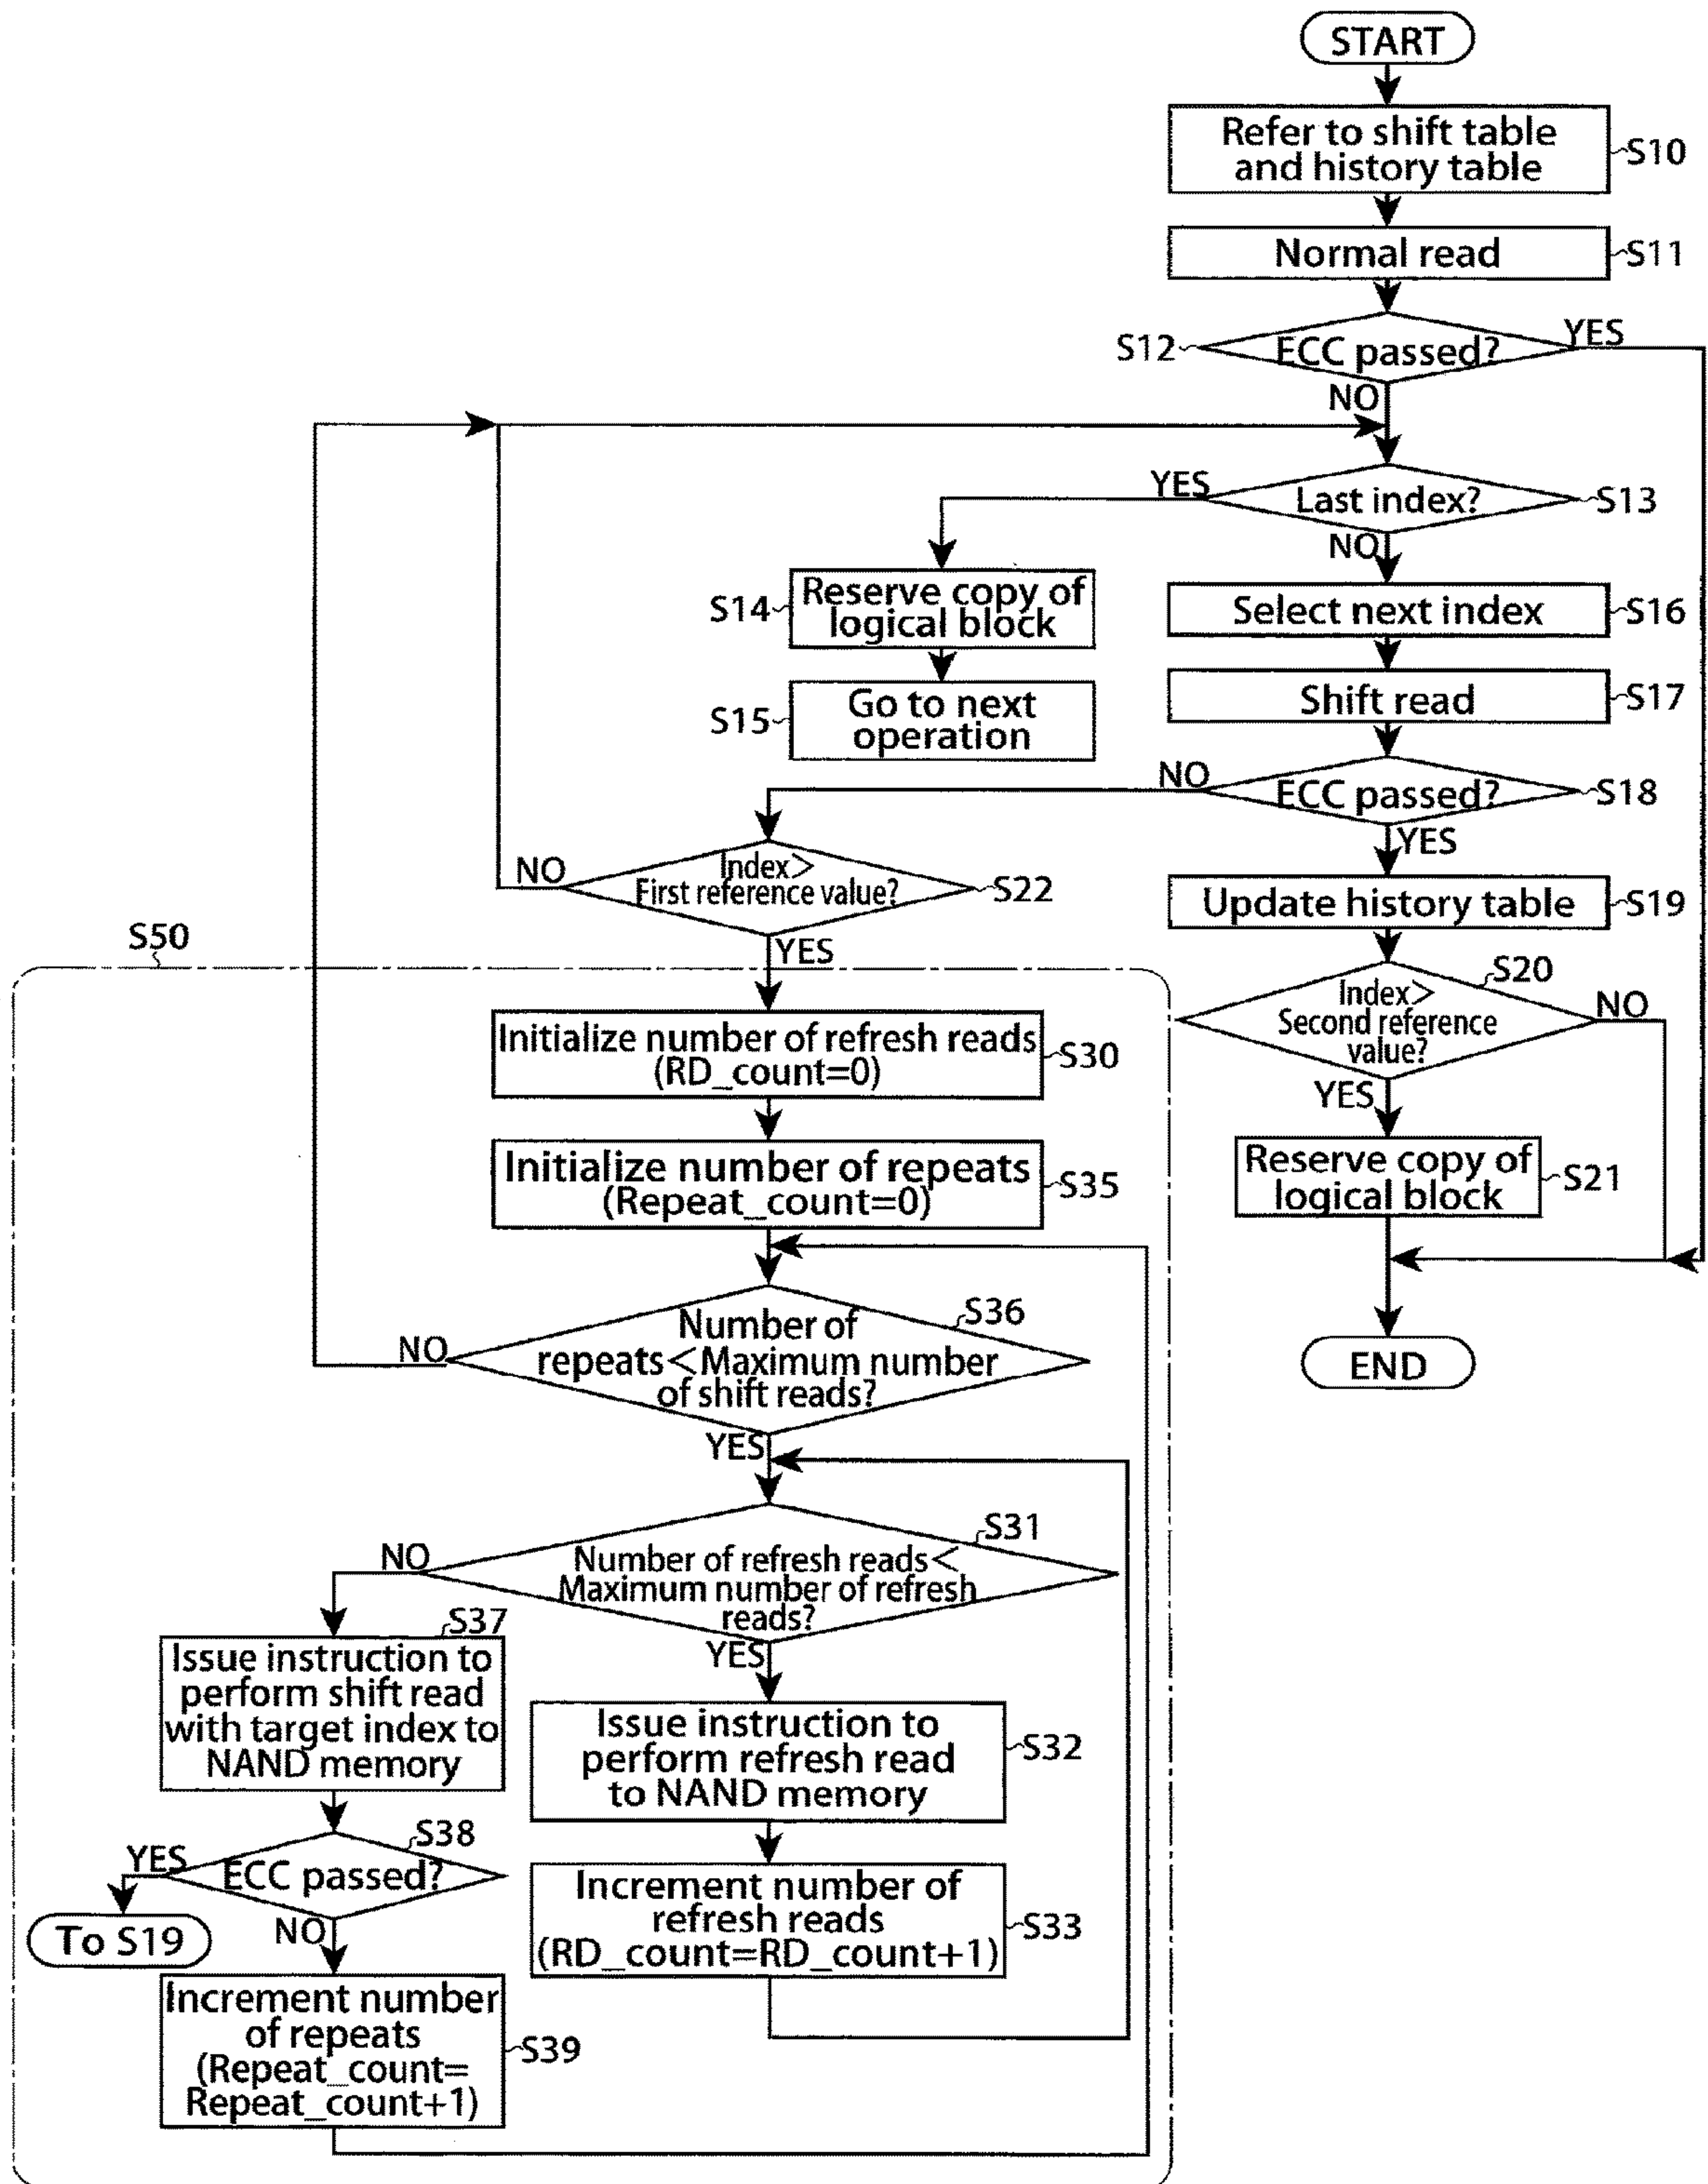 START
Refer to shift table
and history table
S10
Normal read
S11
S12
ECC passed?
YES
NO
YES
Last index?
S13
NO
S14
Reserve copy of
logical block
Select next index
S16
S15
Go to next
operation
Shift read
S17
NO
ECC passed?
S18
YES
NO
Index>
First reference value?
S22
YES
Update history table
S19
S50
S20
Index>
Second reference
value?
NO
YES
Reserve copy of
logical block
S21
END
Initialize number of refresh reads
(RD_count=0)
S30
Initialize number of repeats
(Repeat_count=0)
S35
S36
NO
Number of
repeats<Maximum number
of shift reads?
YES
S31
NO
Number of refresh reads<
Maximum number of refresh
reads?
YES
S37
Issue instruction to
perform shift read
with target index to
NAND memory
Issue instruction to
perform refresh read
to NAND memory
S32
S38
YES
ECC passed?
NO
To S19
Increment number of
refresh reads
(RD_count=RD_count+1)
S33
Increment number
of repeats
(Repeat_count=
Repeat_count+1)
S39